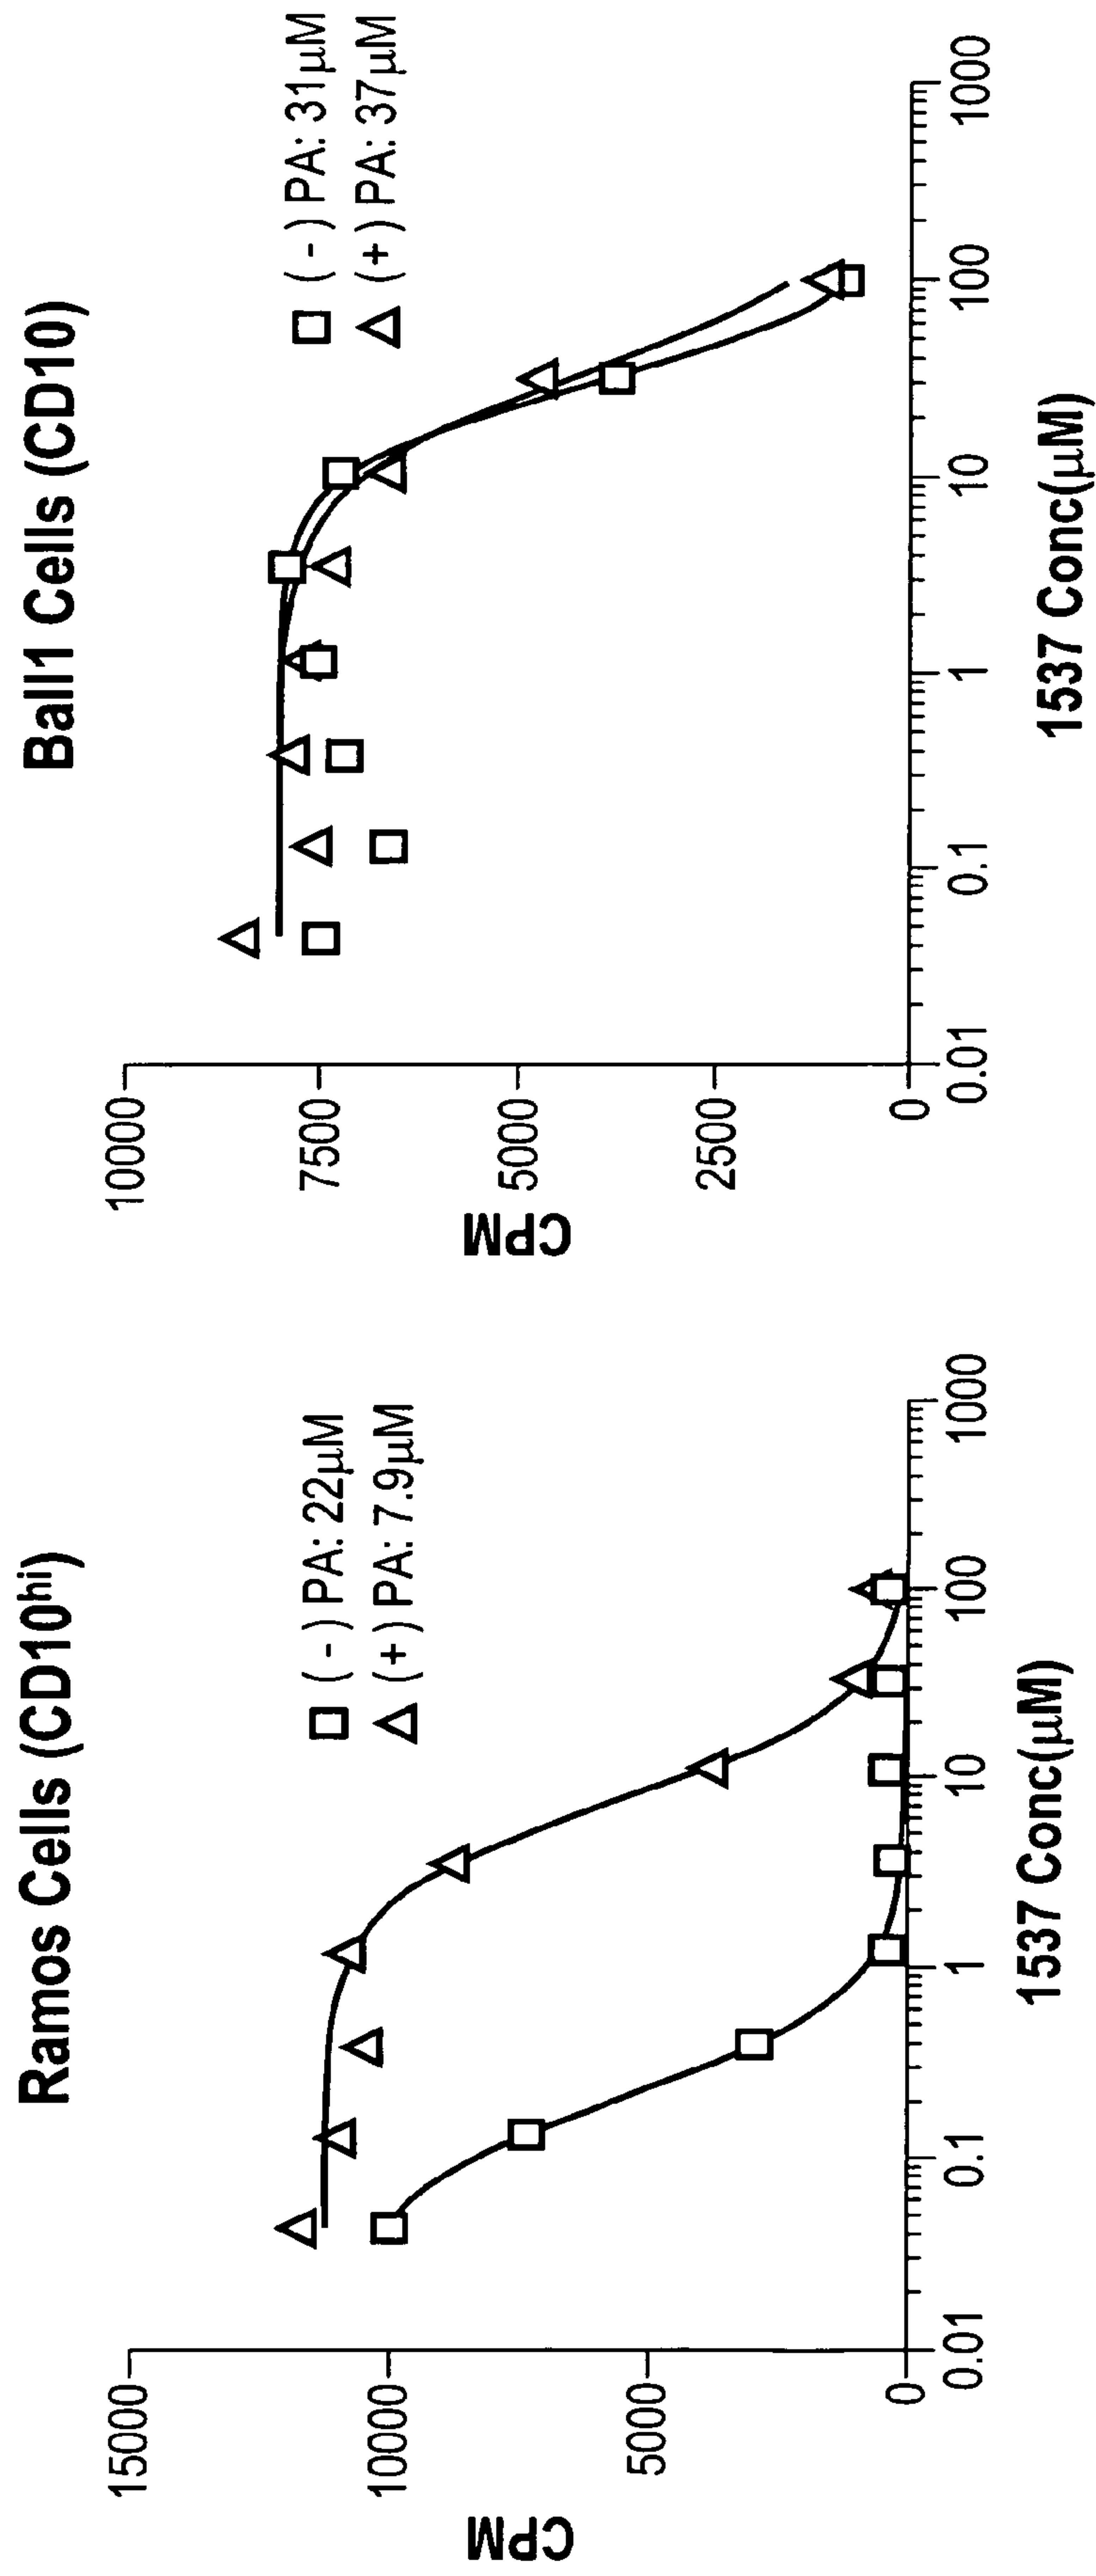 Ramos Cells (CD10hi)
CPM
15000
10000
5000
0
0.01
0.1
1
10
100
1000
1537 Conc(μM)
(-) PA: 22μM
(+) PA: 7.9μM
Ball1 Cells (CD10)
CPM
10000
7500
5000
2500
0
0.01
0.1
1
10
100
1000
1537 Conc(μM)
(-) PA: 31μM
(+) PA: 37μM